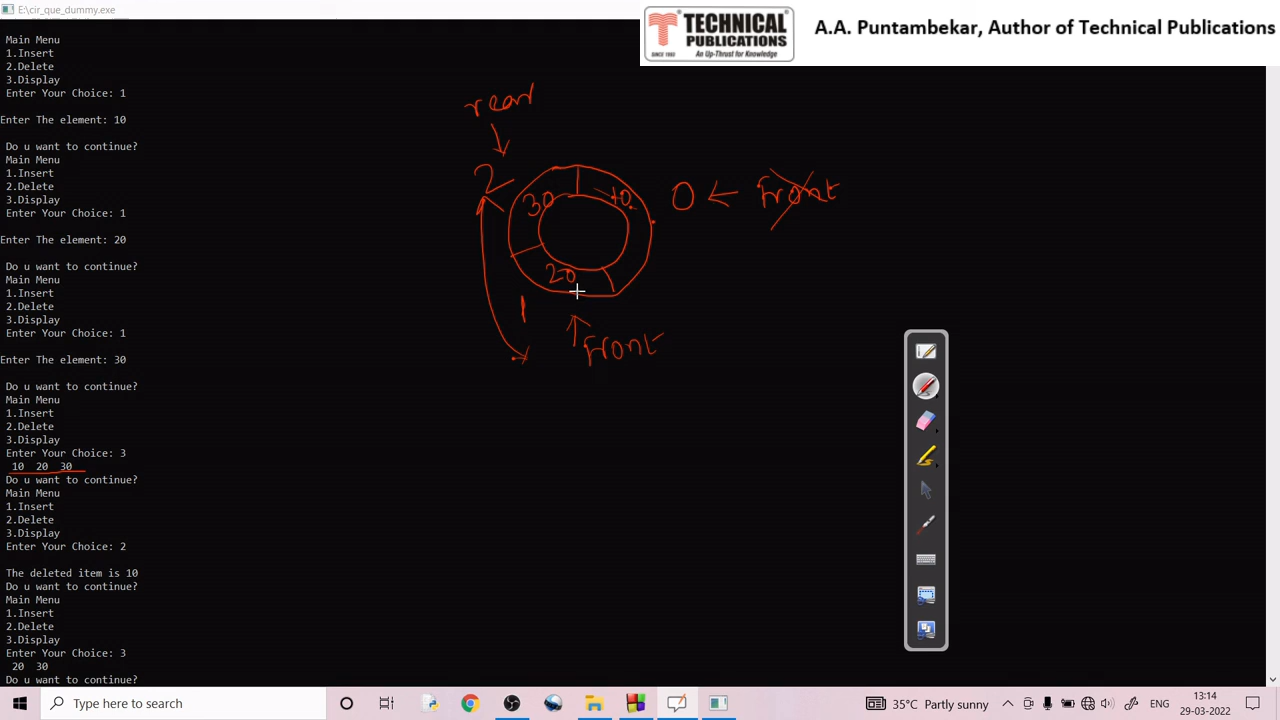 E:\cir_que_dummy.exe
TECHNICAL
PUBLICATIONS
SINCE 1993 An Up-Thrust for Knowledge
A.A. Puntambekar, Author of Technical Publications
Main Menu
1.Insert
2.Delete
3.Display
Enter Your Choice: 1
Enter The element: 10
Do u want to continue?
Main Menu
1.Insert
2.Delete
3.Display
Enter Your Choice: 1
Enter The element: 20
Do u want to continue?
Main Menu
1.Insert
2.Delete
3.Display
Enter Your Choice: 1
Enter The element: 30
Do u want to continue?
Main Menu
1.Insert
2.Delete
3.Display
Enter Your Choice: 3
10 20 30
Do u want to continue?
Main Menu
1.Insert
2.Delete
3.Display
Enter Your Choice: 2
The deleted item is 10
Do u want to continue?
Main Menu
1.Insert
2.Delete
3.Display
Enter Your Choice: 3
20 30
Do u want to continue?
rear
2
30 10 0 Front
20
1
Front
Type here to search
35°C Partly sunny
ENG
13:14
29-03-2022